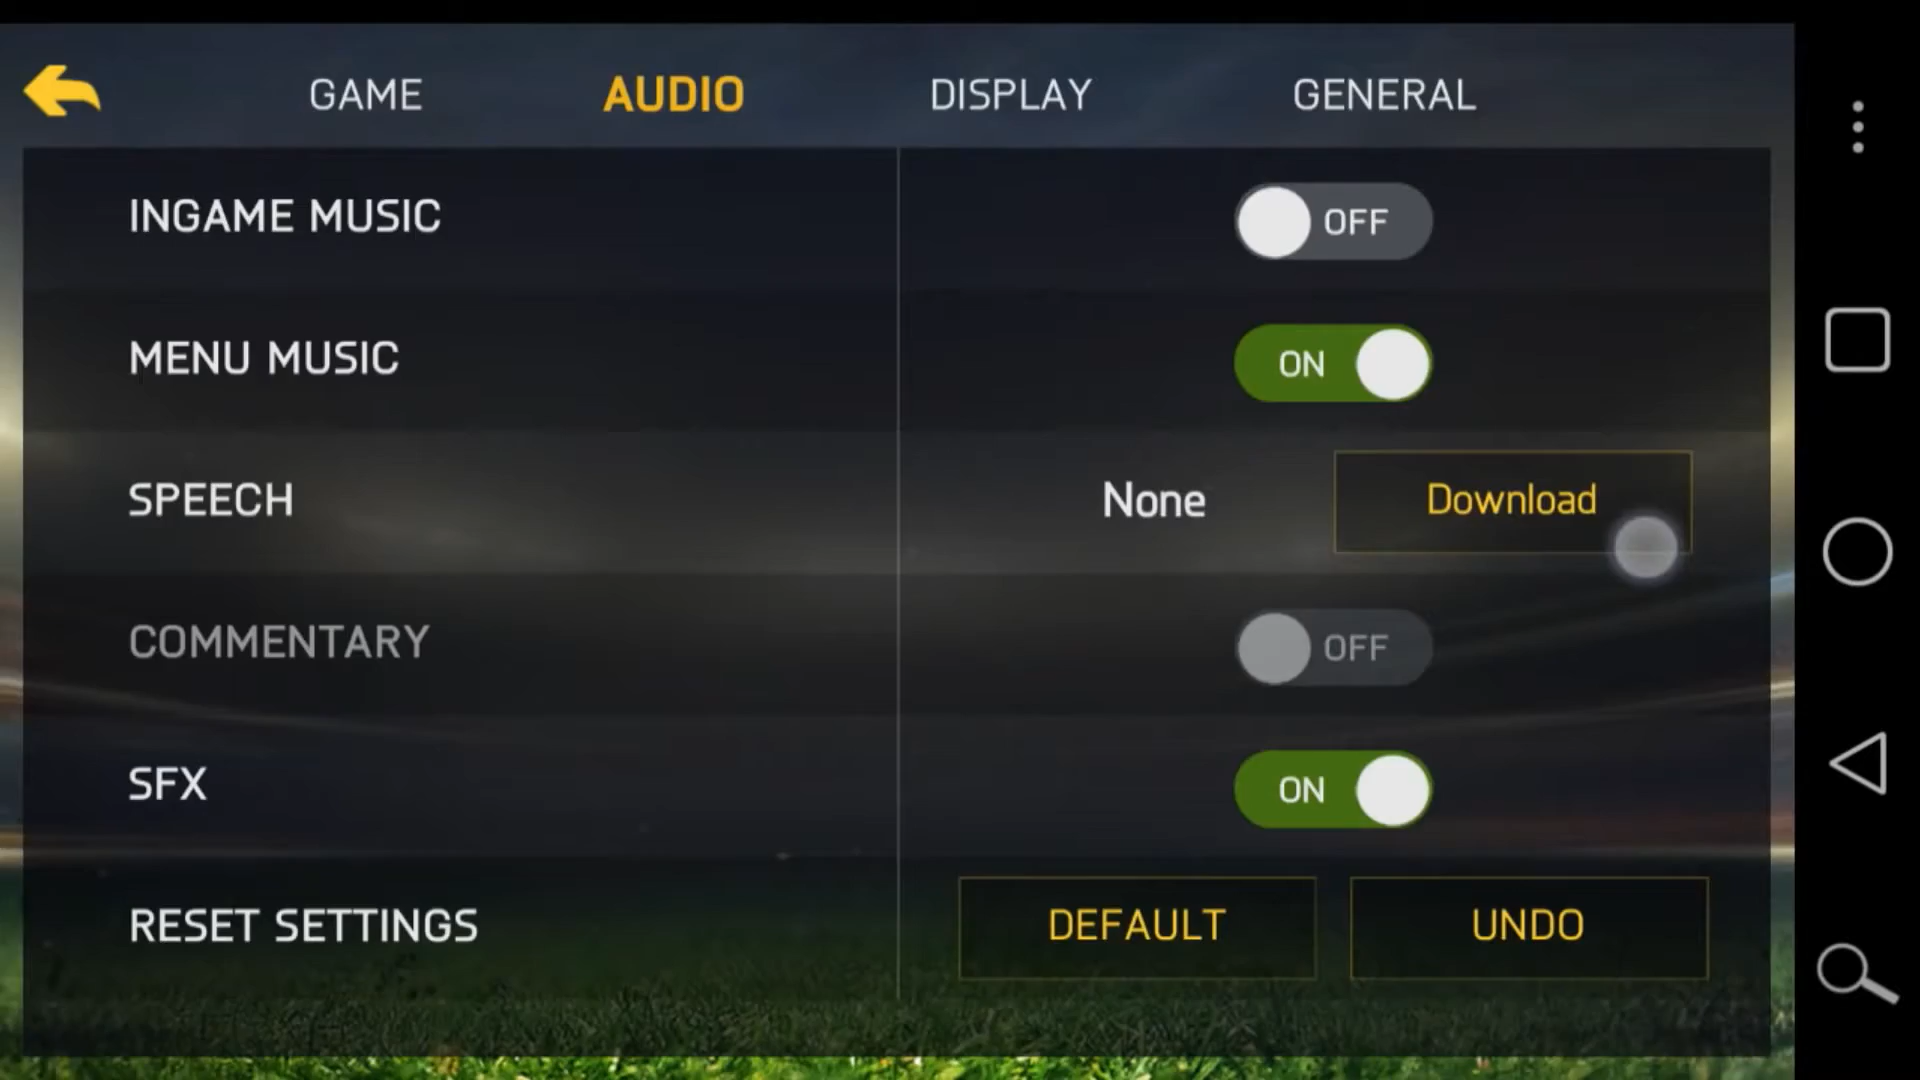 GAME AUDIO DISPLAY GENERAL
INGAME MUSIC OFF
MENU MUSIC ON
SPEECH None Download
COMMENTARY OFF
SFX ON
RESET SETTINGS DEFAULT UNDO